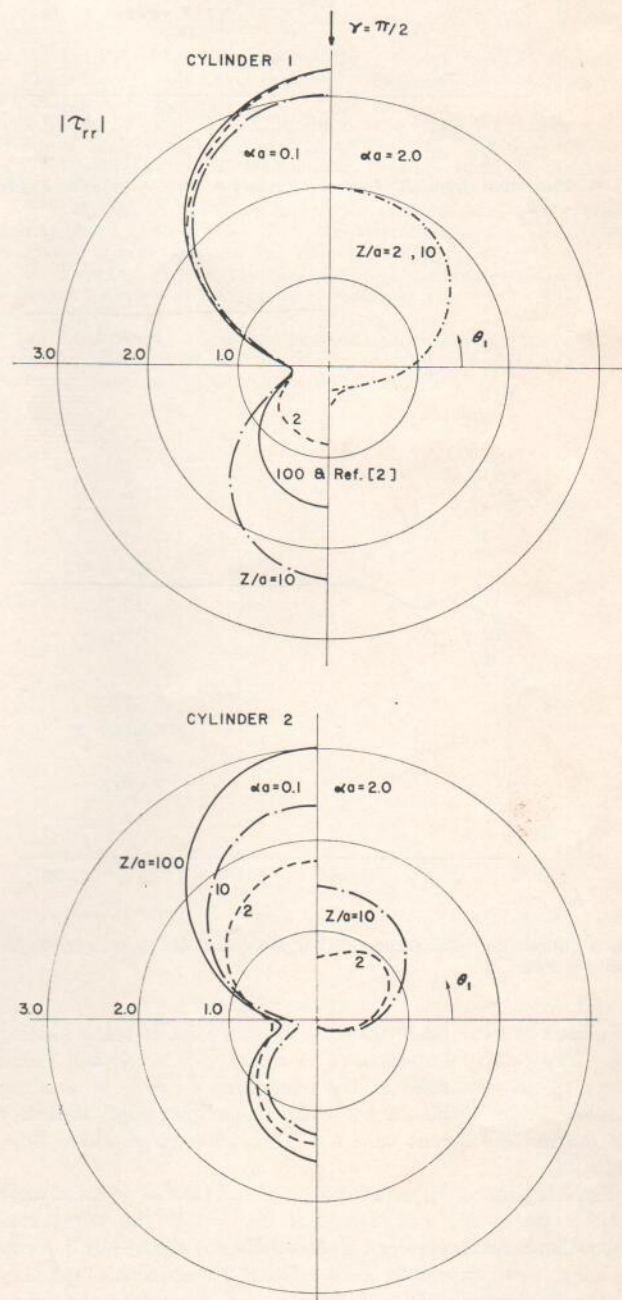 γ = π/2
CYLINDER 1
|τrr|
αa = 0.1
αa = 2.0
Z/a = 2 , 10
θ1
3.0
2.0
1.0
2
100 & Ref. [2]
Z/a = 10
CYLINDER 2
αa = 0.1
αa = 2.0
Z/a = 100
10
2
Z/a = 10
2
θ1
3.0
2.0
1.0